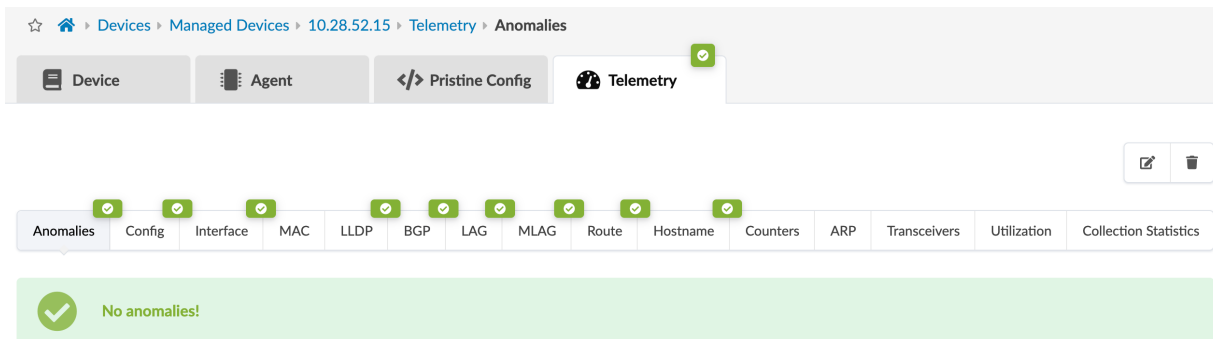 Devices Managed Devices 10.28.52.15 Telemetry Anomalies
Device Agent </> Pristine Config Telemetry
Anomalies Config Interface MAC LLDP BGP LAG MLAG Route Hostname Counters ARP Transceivers Utilization Collection Statistics
No anomalies!